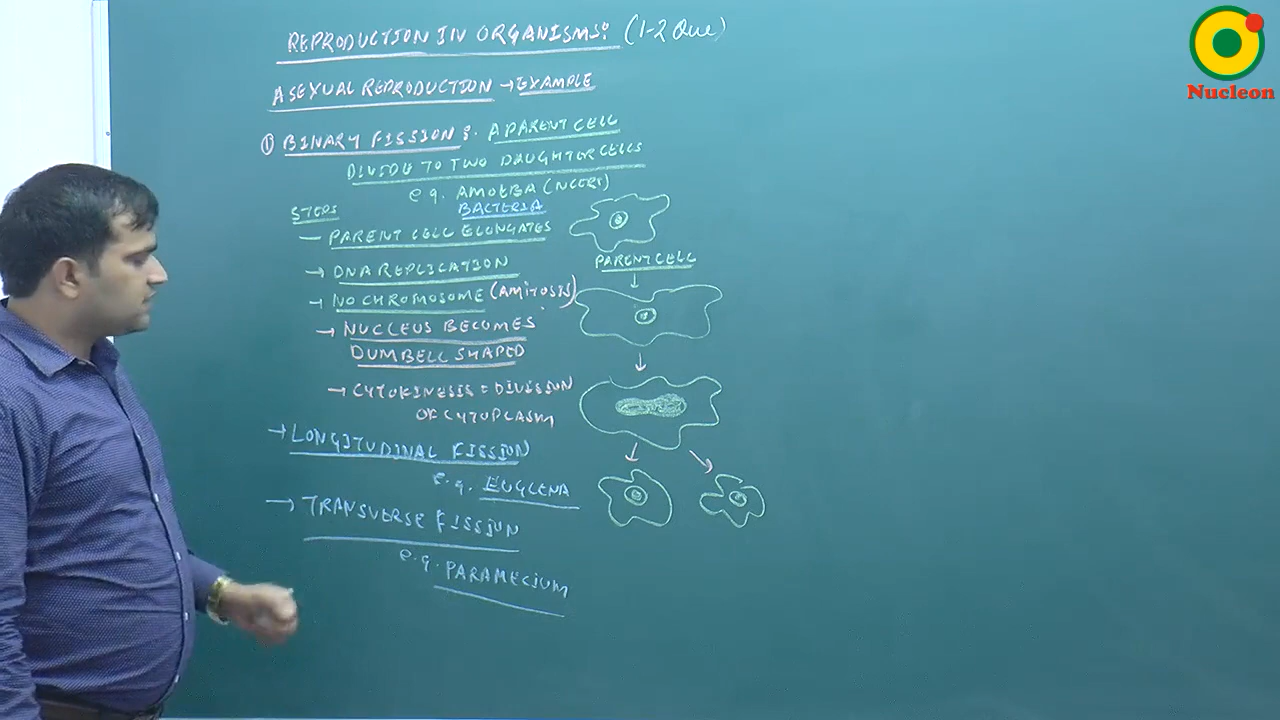 REPRODUCTION IN ORGANISMS: (1-2 Que)
ASEXUAL REPRODUCTION → EXAMPLE
① BINARY FISSION : A PARENT CELL
DIVIDE TO TWO DAUGHTER CELLS
e.g. AMOEBA (NCERT)
BACTERIA
STEPS
— PARENT CELL ELONGATES
→ DNA REPLICATION
→ NO CHROMOSOME (AMITOSIS)
→ NUCLEUS BECOMES
DUMBELL SHAPED
→ CYTOKINESIS = DIVISION
OF CYTOPLASM
→ LONGITUDINAL FISSION
e.g. EUGLENA
→ TRANSVERSE FISSION
e.g. PARAMECIUM
PARENT CELL
Nucleon